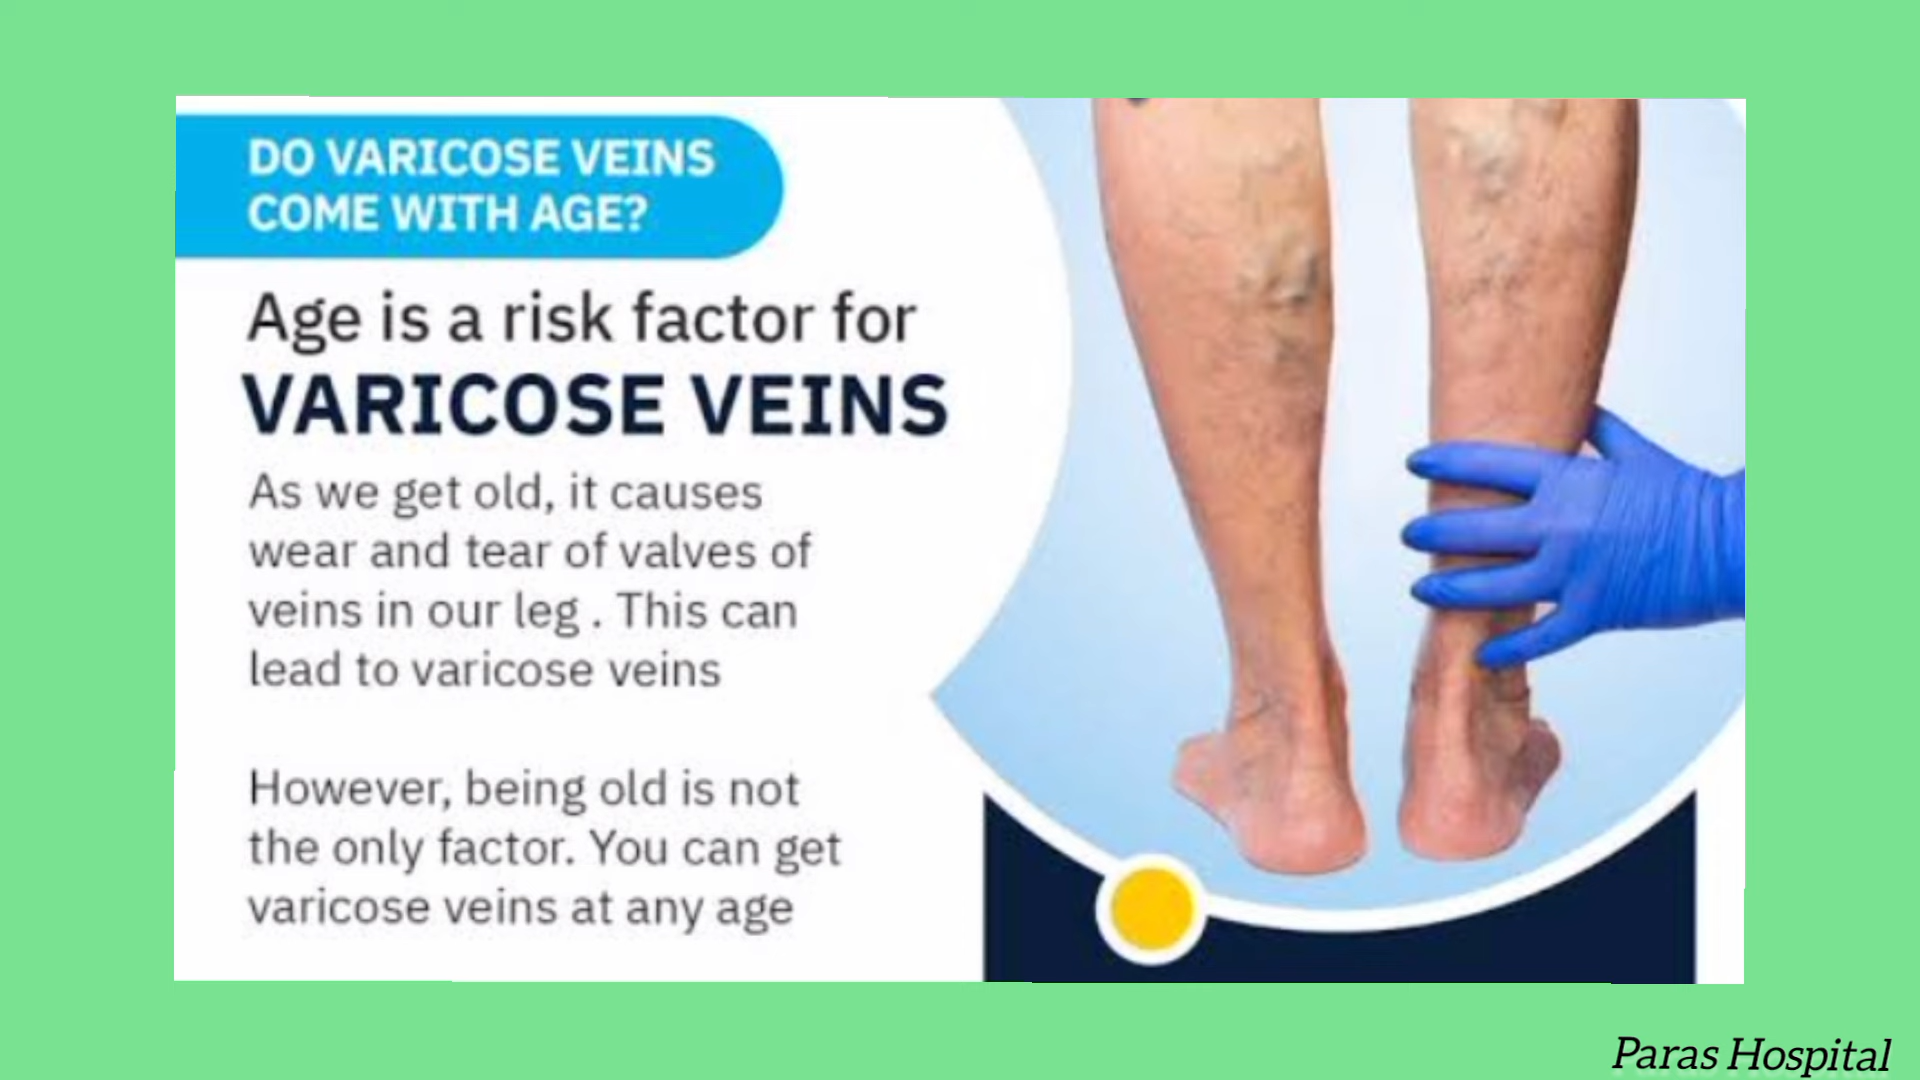 DO VARICOSE VEINS
COME WITH AGE?
Age is a risk factor for
VARICOSE VEINS
As we get old, it causes
wear and tear of valves of
veins in our leg . This can
lead to varicose veins
However, being old is not
the only factor. You can get
varicose veins at any age
Paras Hospital